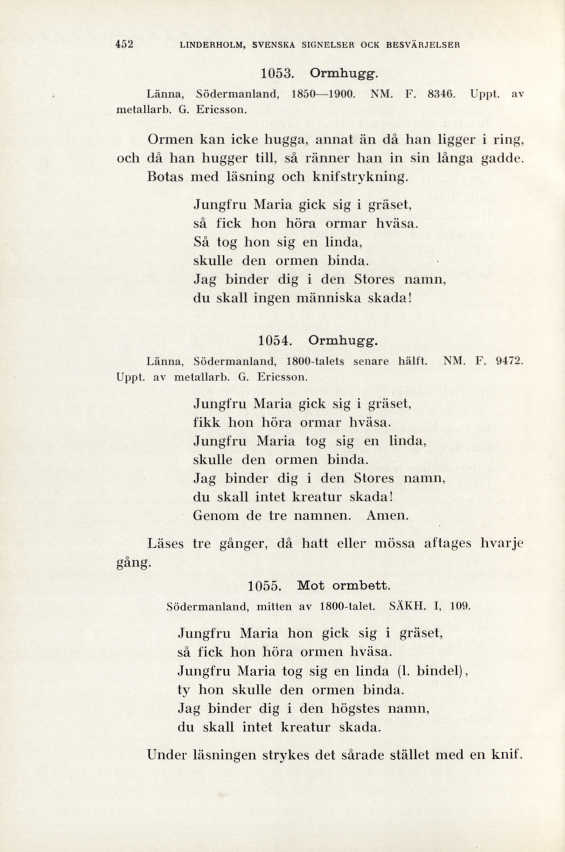 452 LINDERHOLM, SVENSKA SIGNELSER OCK BESVÄRJELSER
1053. Ormhugg.
Länna, Södermanland, 1850—1900. NM. F. 8346. Uppt. av
metallarb. G. Ericsson.
Ormen kan icke hugga, annat än då han ligger i ring,
och då han hugger till, så ränner han in sin långa gadde.
Botas med läsning och knifstrykning.
Jungfru Maria gick sig i gräset,
så fick hon höra ormar hväsa.
Så tog hon sig en linda,
skulle den ormen binda.
Jag binder dig i den Stores namn,
du skall ingen människa skada!
1054. Ormhugg.
Länna, Södermanland, 1800-talets senare hälft. NM. F. 9472.
Uppt. av metallarb. G. Ericsson.
Jungfru Maria gick sig i gräset,
fikk hon höra ormar hväsa.
Jungfru Maria tog sig en linda,
skulle den ormen binda.
Jag binder dig i den Stores namn,
du skall intet kreatur skada!
Genom de tre namnen. Amen.
Läses tre gånger, då hatt eller mössa aftages hvarje
gång.
1055. Mot ormbett.
Södermanland, mitten av 1800-talet. SÄKH. I, 109.
Jungfru Maria hon gick sig i gräset,
så fick hon höra ormen hväsa.
Jungfru Maria tog sig en linda (l. bindel),
ty hon skulle den ormen binda.
Jag binder dig i den högstes namn,
du skall intet kreatur skada.
Under läsningen strykes det sårade stället med en knif.